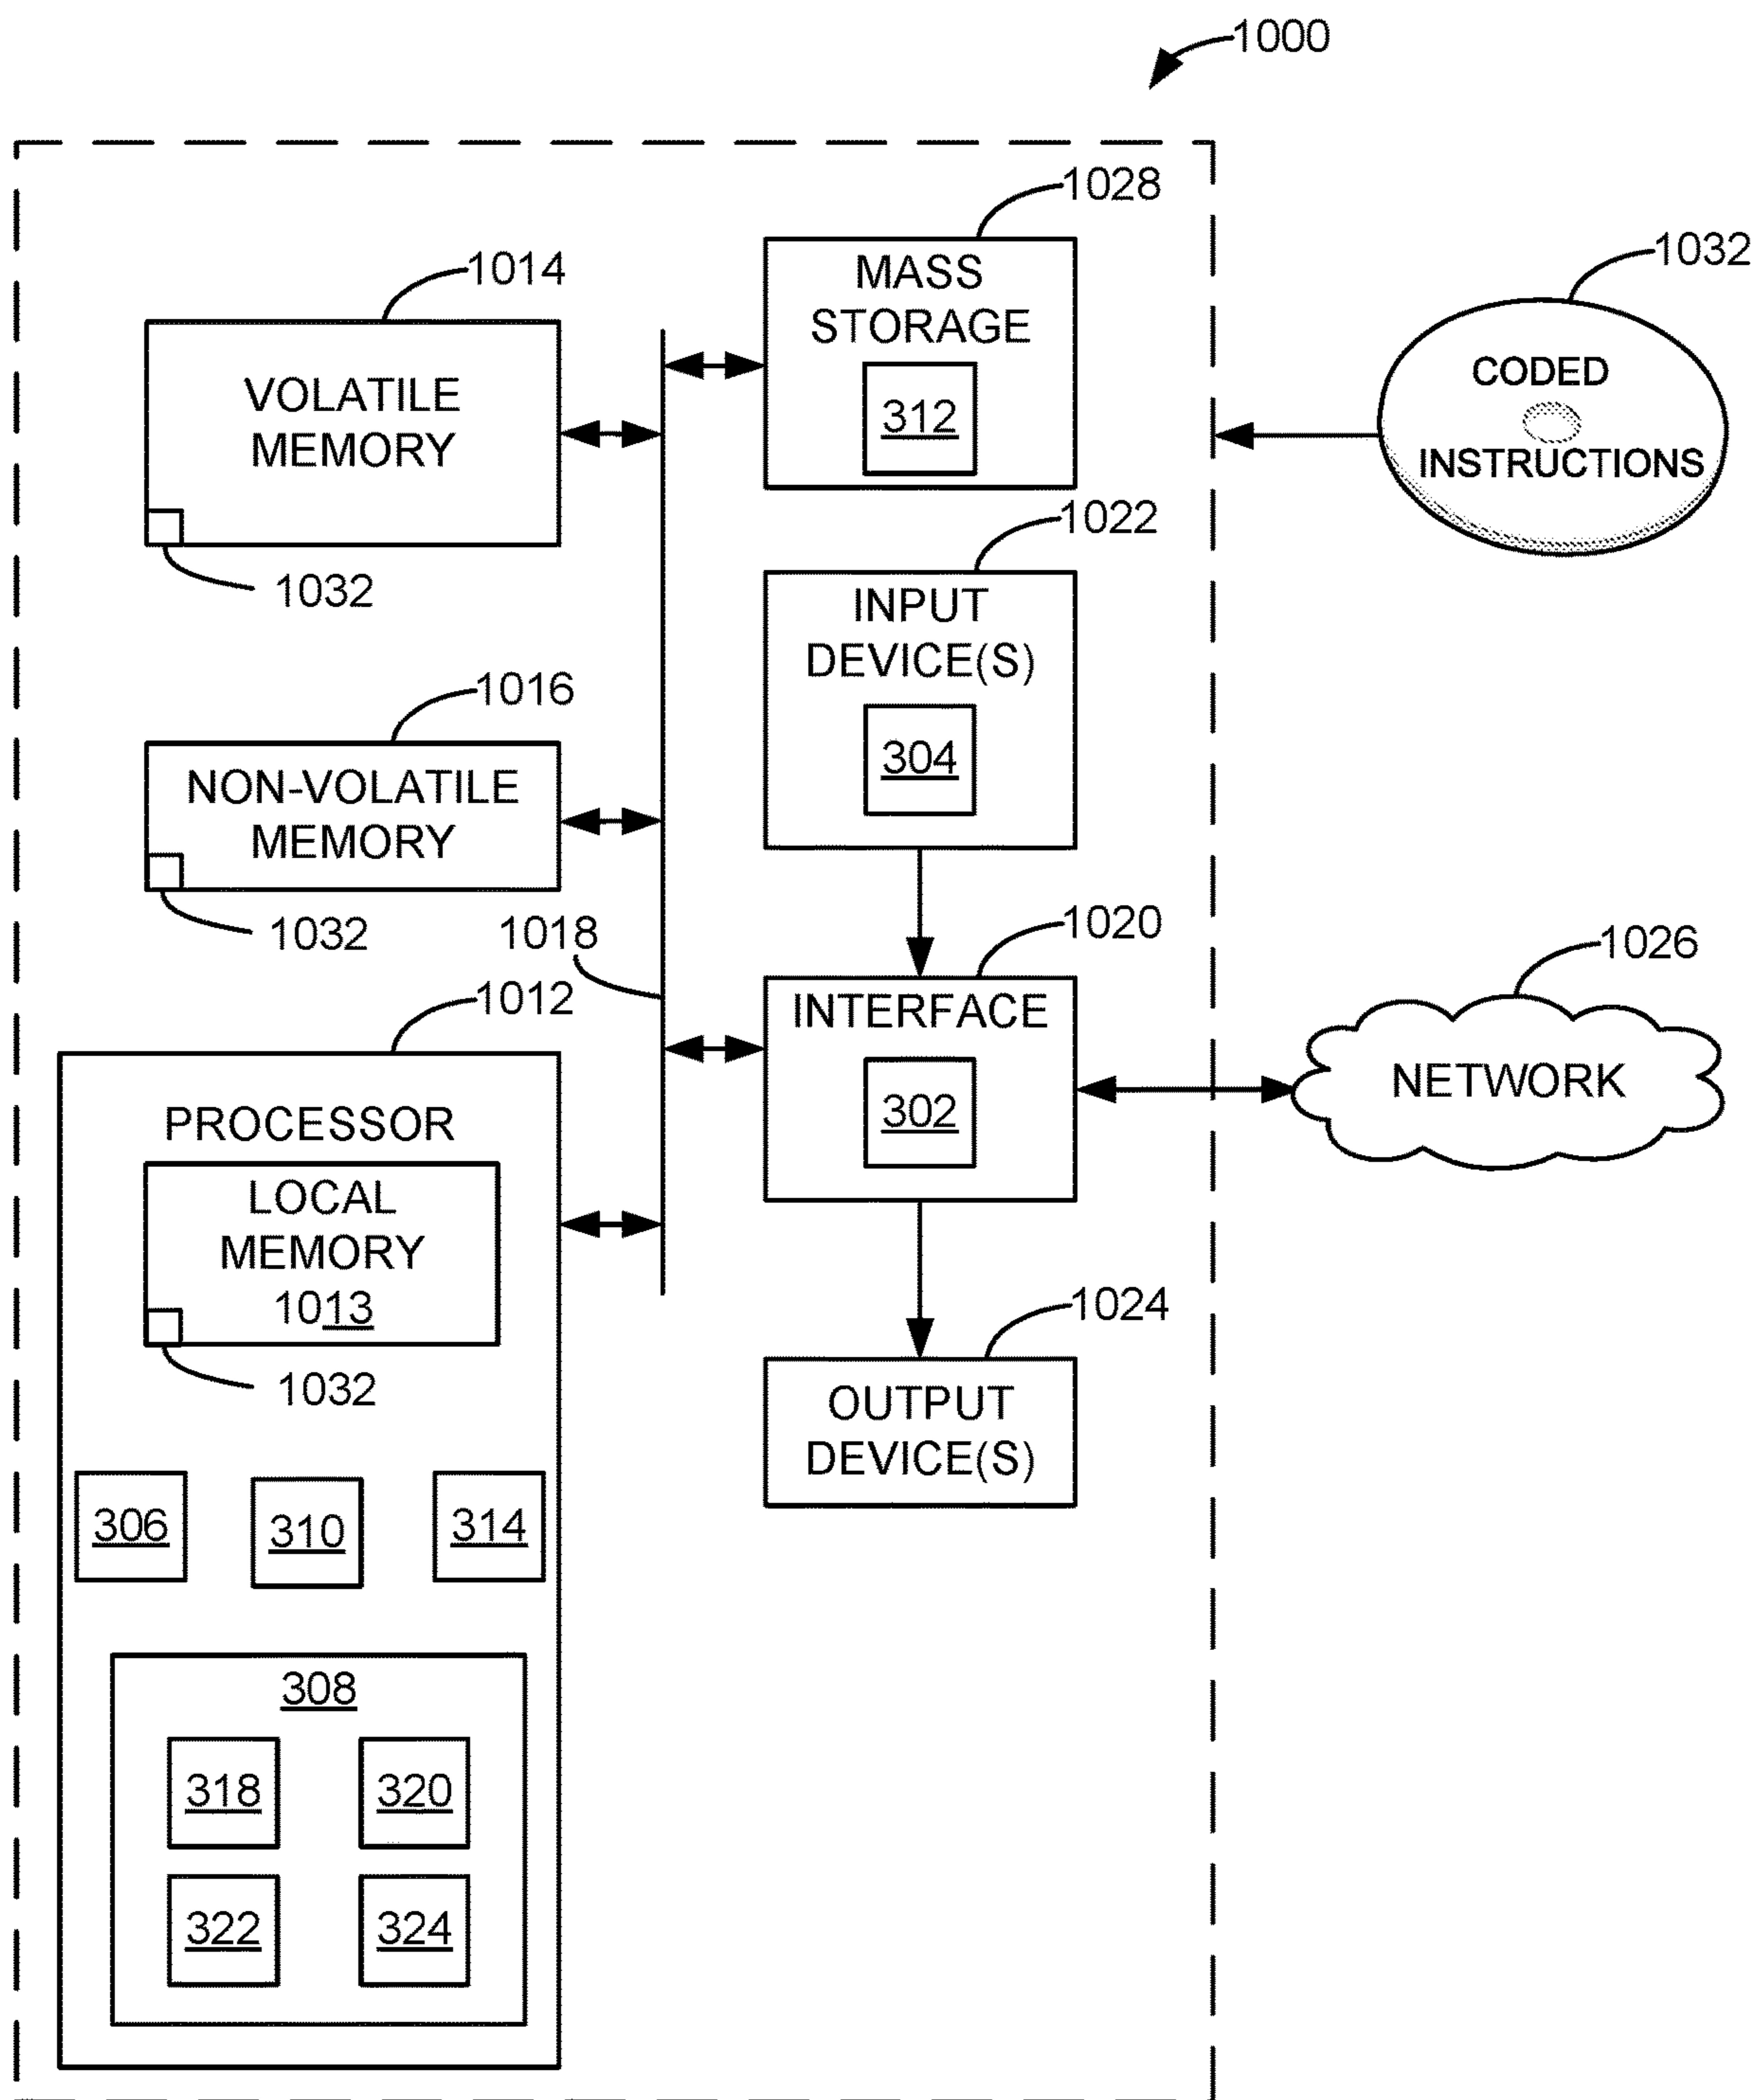 1000
1028
MASS
STORAGE
312
1014
VOLATILE
MEMORY
1032
1032
CODED
INSTRUCTIONS
1022
INPUT
DEVICE(S)
304
1016
NON-VOLATILE
MEMORY
1032
1018
1020
INTERFACE
302
1026
NETWORK
1012
PROCESSOR
LOCAL
MEMORY
1013
1032
1024
OUTPUT
DEVICE(S)
306
310
314
308
318
320
322
324